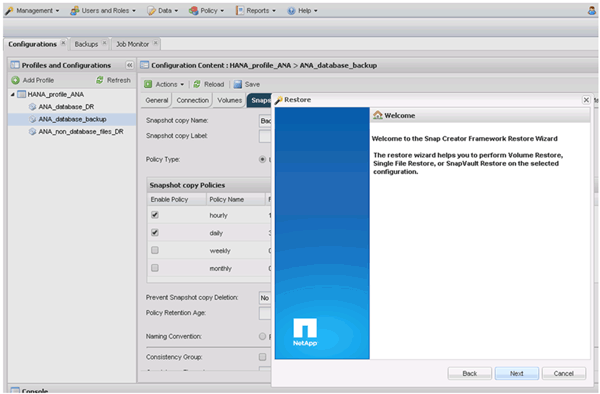 Management Users and Roles Data Policy Reports Help
Configurations Backups Job Monitor
Profiles and Configurations
Add Profile Refresh
HANA_profile_ANA
ANA_database_DR
ANA_database_backup
ANA_non_database_files_DR
Configuration Content : HANA_profile_ANA > ANA_database_backup
Actions Reload Save
General Connection Volumes Snaps
Snapshot copy Name: Bac
Snapshot copy Label:
Policy Type:
Snapshot copy Policies
Enable Policy Policy Name
hourly
daily
weekly
monthly
Prevent Snapshot copy Deletion: No
Policy Retention Age:
Naming Convention:
Consistency Group:
Console
Restore
Welcome
Welcome to the Snap Creator Framework Restore Wizard
The restore wizard helps you to perform Volume Restore,
Single File Restore, or SnapVault Restore on the selected
configuration.
NetApp
Back Next Cancel